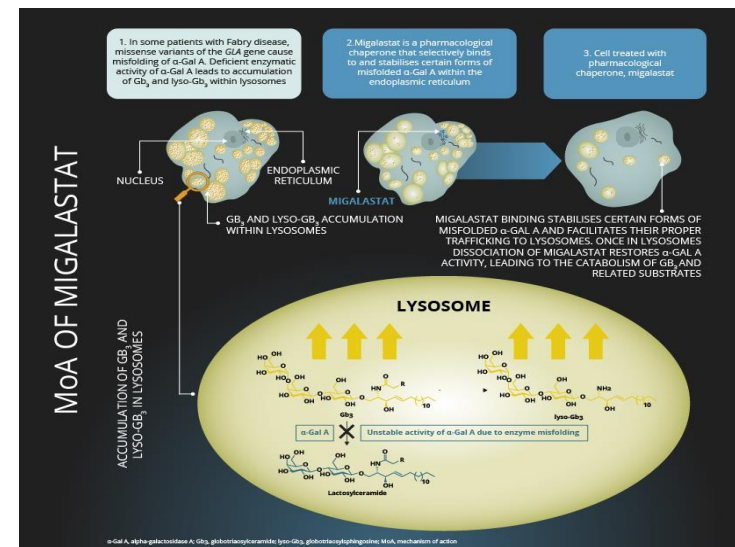 1. In some patients with Fabry disease,
missense variants of the GLA gene cause
misfolding of α-Gal A. Deficient enzymatic
activity of α-Gal A leads to accumulation
of Gb₃ and lyso-Gb₃ within lysosomes
2.Migalastat is a pharmacological
chaperone that selectively binds
to and stabilises certain forms of
misfolded α-Gal A within the
endoplasmic reticulum
3. Cell treated with
pharmacological
chaperone, migalastat
NUCLEUS
ENDOPLASMIC
RETICULUM
MIGALASTAT
GB₃ AND LYSO-GB₃ ACCUMULATION
WITHIN LYSOSOMES
MIGALASTAT BINDING STABILISES CERTAIN FORMS OF
MISFOLDED α-GAL A AND FACILITATES THEIR PROPER
TRAFFICKING TO LYSOSOMES. ONCE IN LYSOSOMES
DISSOCIATION OF MIGALASTAT RESTORES α-GAL A
ACTIVITY, LEADING TO THE CATABOLISM OF GB₃ AND
RELATED SUBSTRATES
MoA OF MIGALASTAT
ACCUMULATION OF GB₃ AND
LYSO-GB₃ IN LYSOSOMES
LYSOSOME
Gb₃
lyso-Gb₃
α-Gal A
Unstable activity of α-Gal A due to enzyme misfolding
Lactosylceramide
α-Gal A, alpha-galactosidase A; Gb₃, globotriaosylceramide; lyso-Gb₃, globotriaosylsphingosine; MoA, mechanism of action